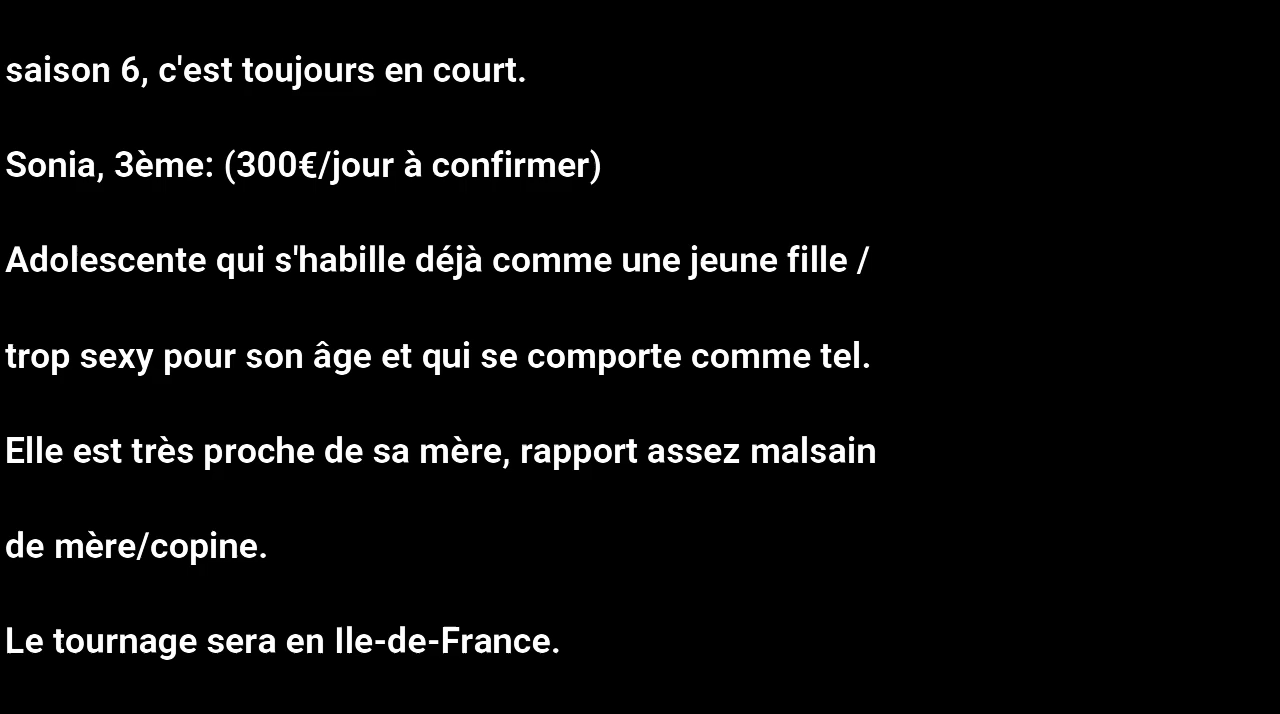 saison 6, c'est toujours en court.
Sonia, 3ème: (300€/jour à confirmer)
Adolescente qui s'habille déjà comme une jeune fille /
trop sexy pour son âge et qui se comporte comme tel.
Elle est très proche de sa mère, rapport assez malsain
de mère/copine.
Le tournage sera en Ile-de-France.